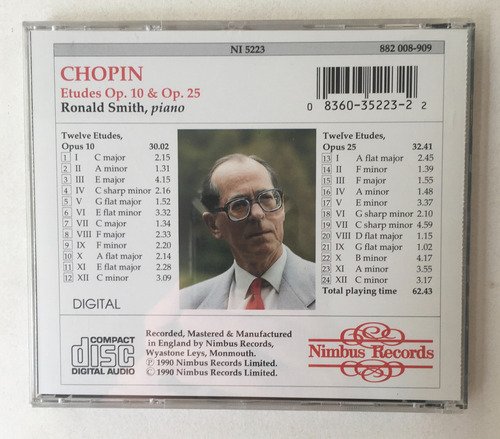 NI 5223
882 008-909
CHOPIN
Etudes Op. 10 & Op. 25
Ronald Smith, piano
0 8360-35223-2 2
Twelve Etudes,
Opus 10 30.02
1 I C major 2.15
2 II A minor 1.31
3 III E major 4.15
4 IV C sharp minor 2.16
5 V G flat major 1.52
6 VI E flat minor 3.32
7 VII C major 1.34
8 VIII F major 2.33
9 IX F minor 2.20
10 X A flat major 2.14
11 XI E flat major 2.28
12 XII C minor 3.09
Twelve Etudes,
Opus 25 32.41
13 I A flat major 2.45
14 II F minor 1.39
15 III F major 1.55
16 IV A minor 1.48
17 V E minor 3.37
18 VI G sharp minor 2.10
19 VII C sharp minor 4.59
20 VIII D flat major 1.15
21 IX G flat major 1.02
22 X B minor 4.17
23 XI A minor 3.55
24 XII C minor 3.17
Total playing time 62.43
DIGITAL
COMPACT
disc
DIGITAL AUDIO
Recorded, Mastered & Manufactured
in England by Nimbus Records,
Wyastone Leys, Monmouth.
℗ 1990 Nimbus Records Limited.
© 1990 Nimbus Records Limited.
Nimbus Records